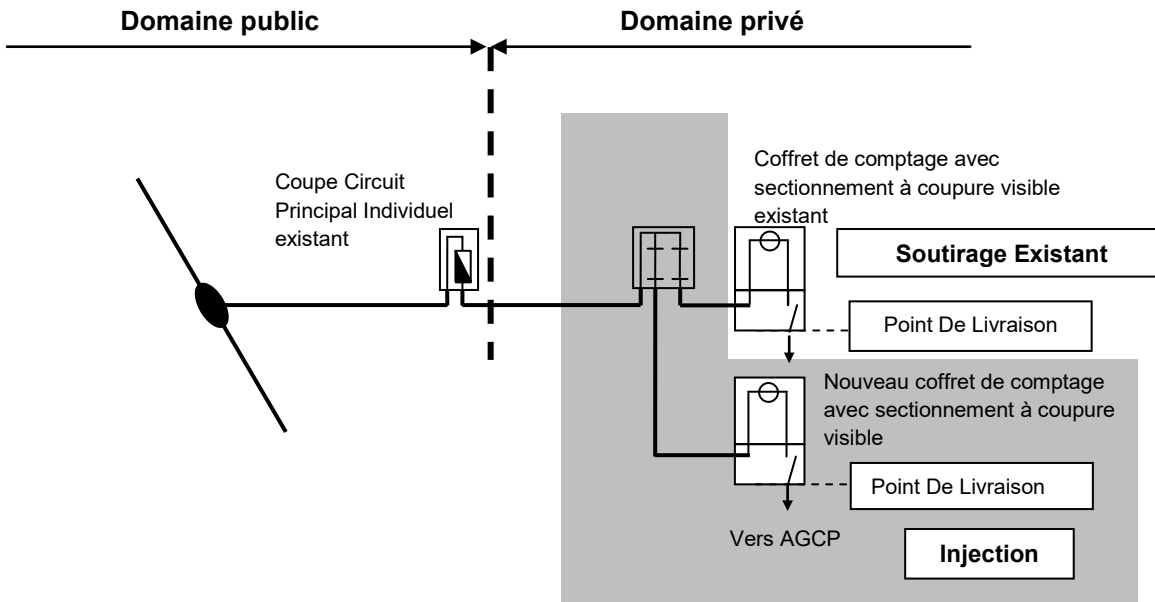 Domaine public
Domaine privé
Coupe Circuit
Principal Individuel
existant
Coffret de comptage avec
sectionnement à coupure visible
existant
Soutirage Existant
Point De Livraison
Nouveau coffret de comptage
avec sectionnement à coupure
visible
Point De Livraison
Vers AGCP
Injection